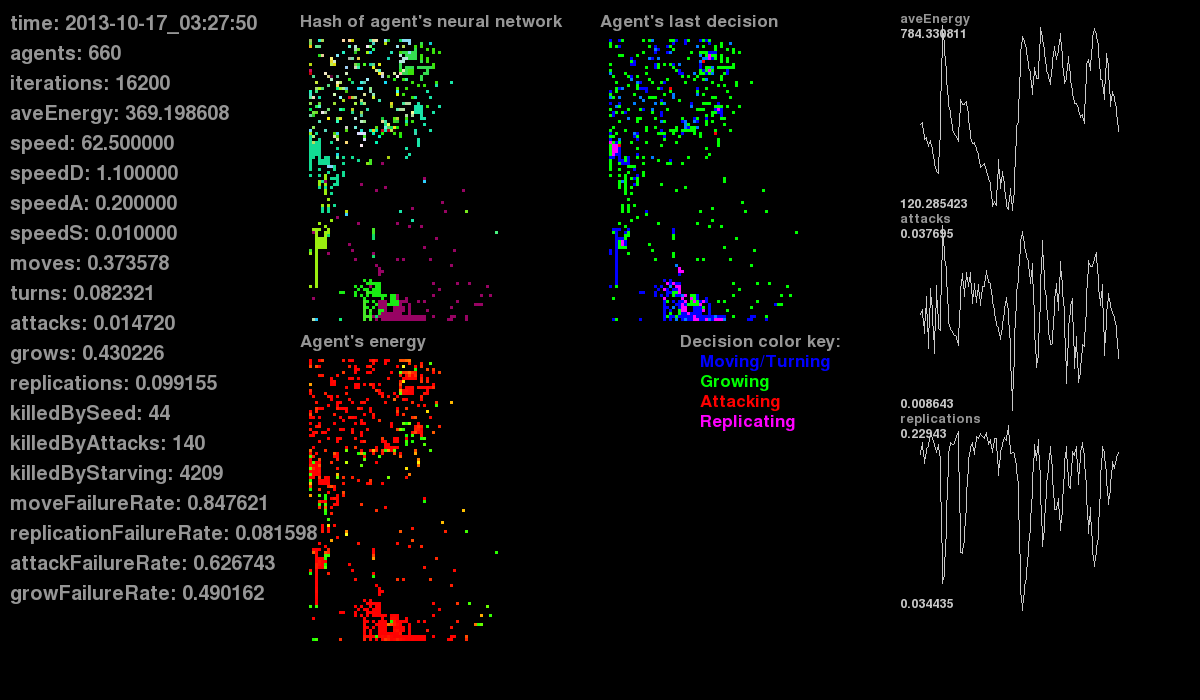 time: 2013-10-17_03:27:50
agents: 660
iterations: 16200
aveEnergy: 369.198608
speed: 62.500000
speedD: 1.100000
speedA: 0.200000
speedS: 0.010000
moves: 0.373578
turns: 0.082321
attacks: 0.014720
grows: 0.430226
replications: 0.099155
killedBySeed: 44
killedByAttacks: 140
killedByStarving: 4209
moveFailureRate: 0.847621
replicationFailureRate: 0.081598
attackFailureRate: 0.626743
growFailureRate: 0.490162
Hash of agent's neural network
Agent's last decision
Agent's energy
Decision color key:
Moving/Turning
Growing
Attacking
Replicating
aveEnergy
784.330811
120.285423
attacks
0.037695
0.008643
replications
0.22943
0.034435